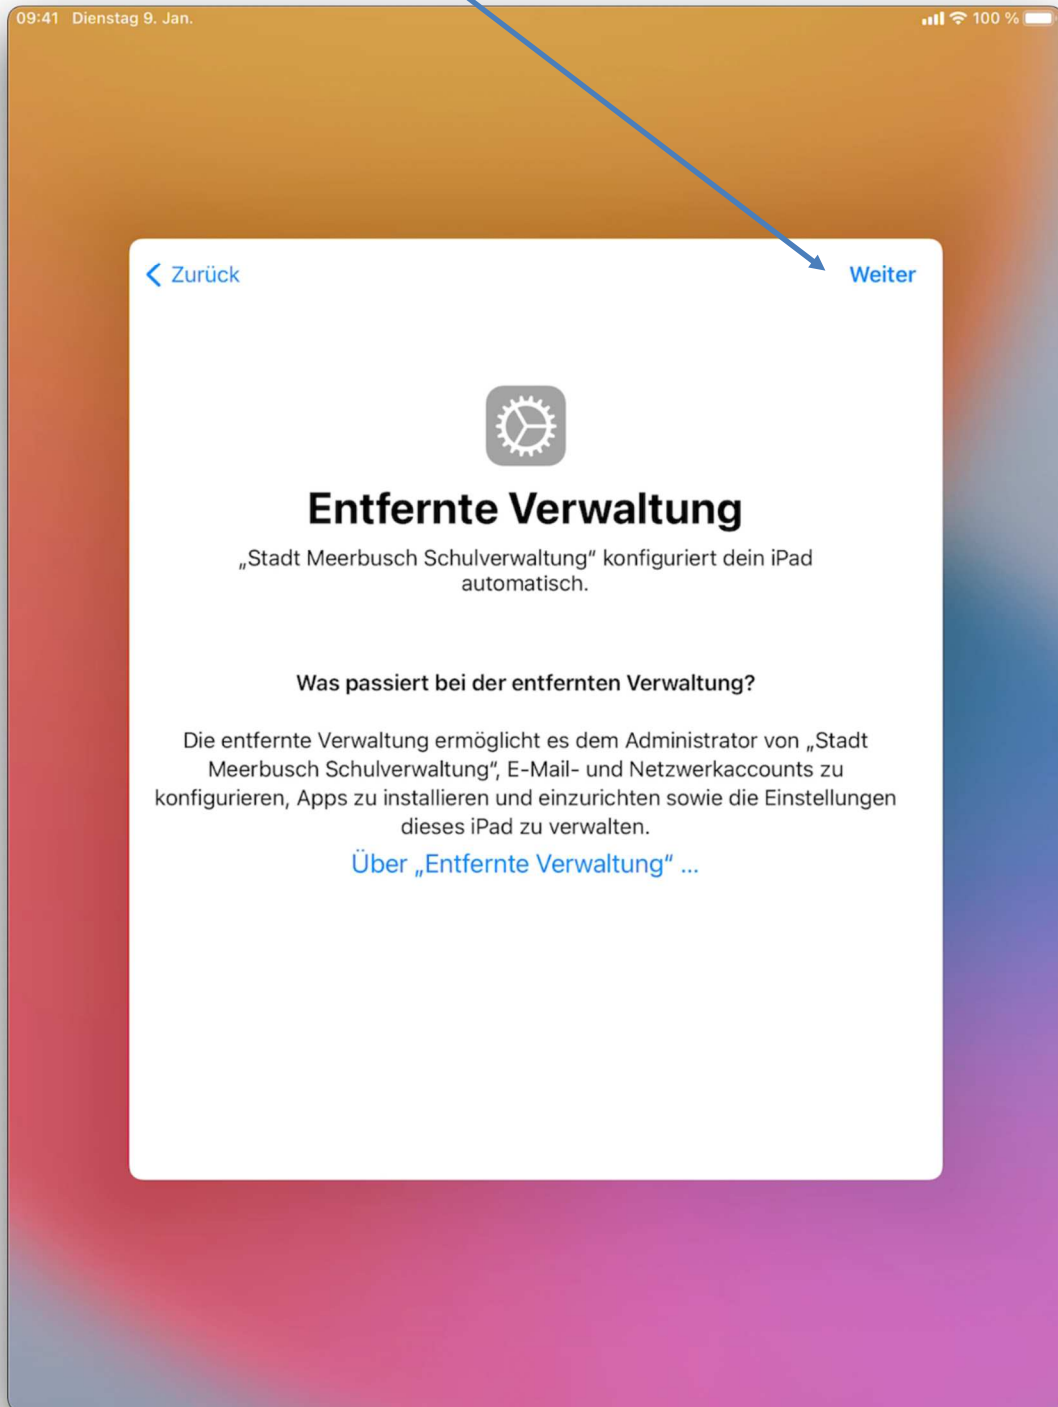 09:41 Dienstag 9. Jan. 100 %
Zurück Weiter
Entfernte Verwaltung
„Stadt Meerbusch Schulverwaltung“ konfiguriert dein iPad
automatisch.
Was passiert bei der entfernten Verwaltung?
Die entfernte Verwaltung ermöglicht es dem Administrator von „Stadt
Meerbusch Schulverwaltung“, E-Mail- und Netzwerkaccounts zu
konfigurieren, Apps zu installieren und einzurichten sowie die Einstellungen
dieses iPad zu verwalten.
Über „Entfernte Verwaltung“ ...